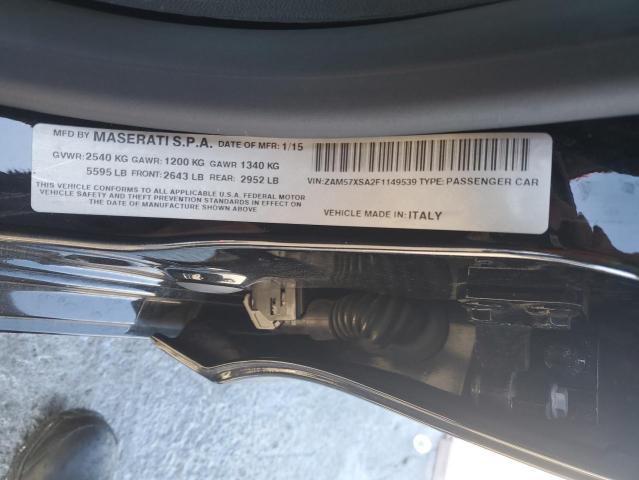 MFD BY MASERATI S.P.A. DATE OF MFR: 1/15
GVWR: 2540 KG GAWR: 1200 KG GAWR 1340 KG
5595 LB FRONT: 2643 LB REAR: 2952 LB
THIS VEHICLE CONFORMS TO ALL APPLICABLE U.S.A. FEDERAL MOTOR
VEHICLE SAFETY AND THEFT PREVENTION STANDARDS IN EFFECT ON
THE DATE OF MANUFACTURE SHOWN ABOVE
VIN: ZAM57XSA2F1149539 TYPE: PASSENGER CAR
MADE IN: ITALY